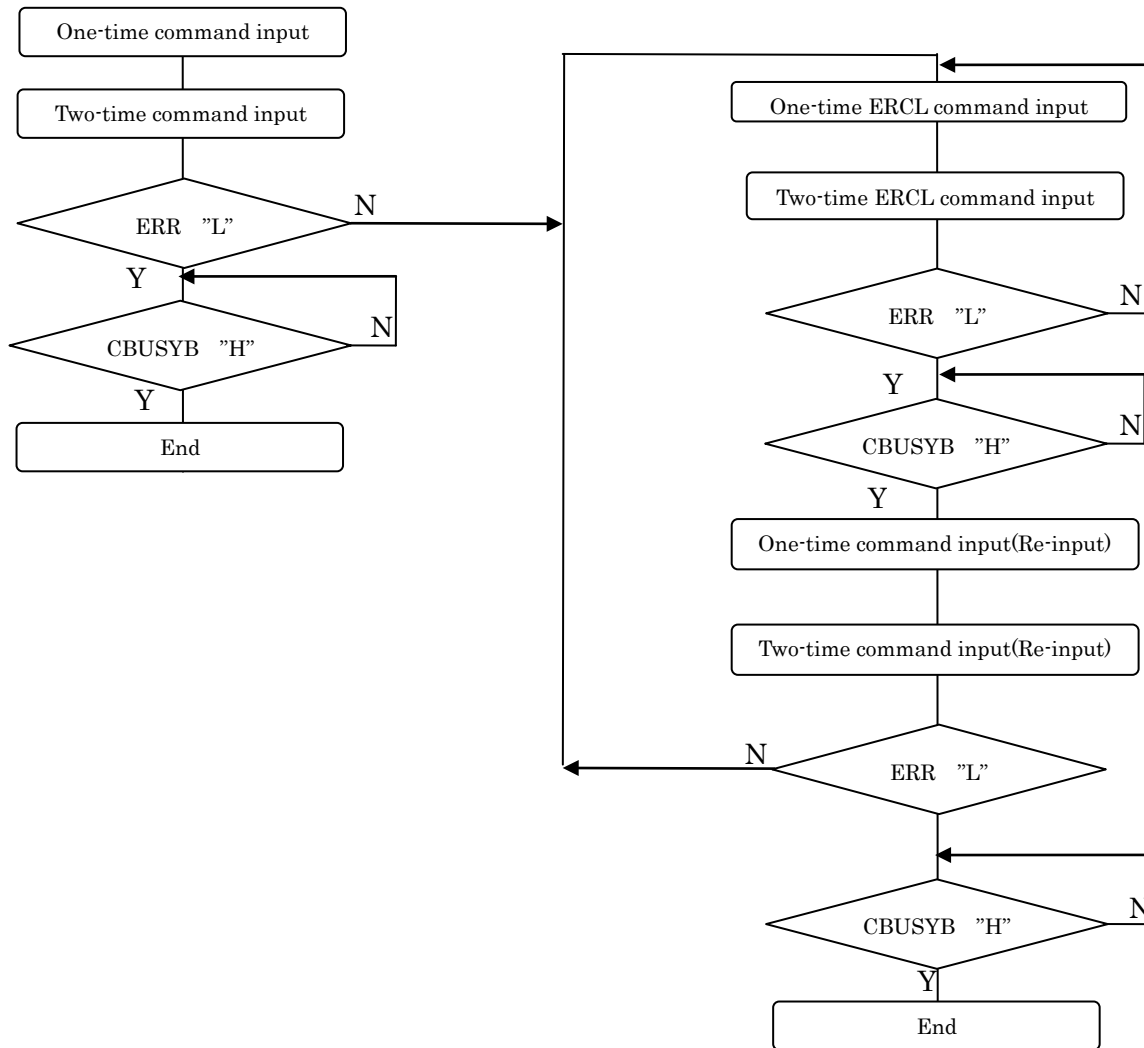 One-time command input
Two-time command input
ERR ”L”
N
Y
CBUSYB ”H”
N
Y
End
One-time ERCL command input
Two-time ERCL command input
ERR ”L”
N
Y
CBUSYB ”H”
N
Y
One-time command input(Re-input)
Two-time command input(Re-input)
N
ERR ”L”
CBUSYB ”H”
N
Y
End